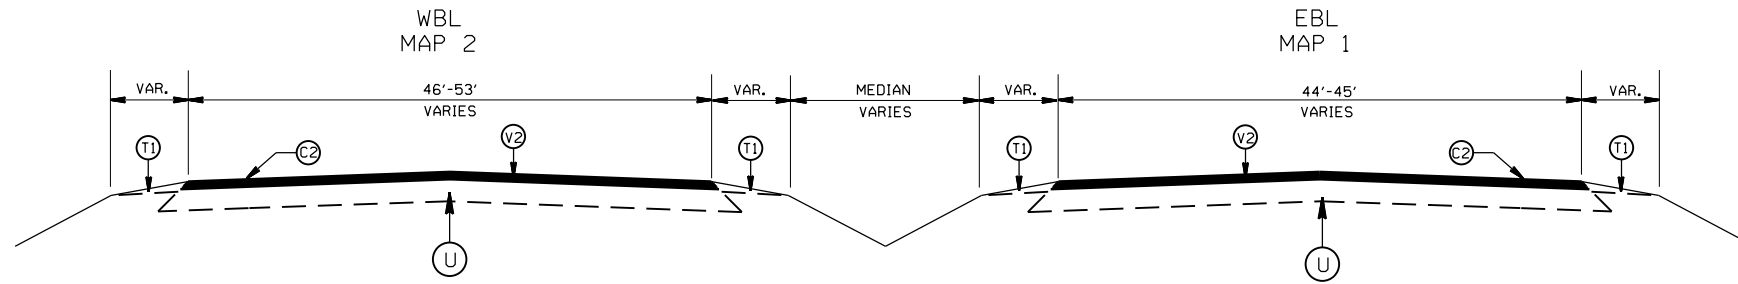 WBL
MAP 2
EBL
MAP 1
VAR.
46'-53'
VARIES
VAR.
MEDIAN
VARIES
VAR.
44'-45'
VARIES
VAR.
T1
C2
V2
T1
T1
V2
C2
T1
U
U